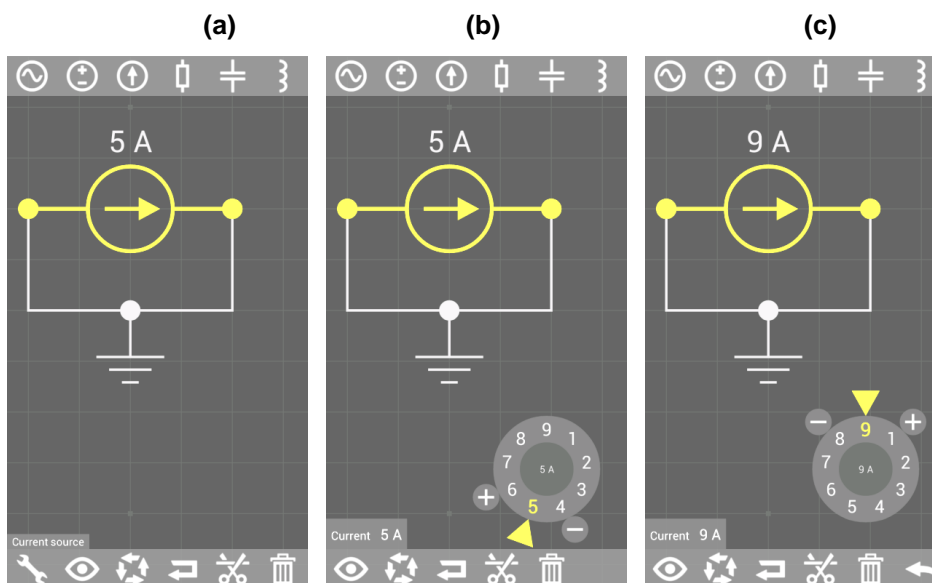 (a) (b) (c)
5 A 5 A 9 A
9
8 1
7 5 A 2
6 3
5 4
9
8 1
7 9 A 2
6 3
5 4
Current source
Current 5 A
Current 9 A